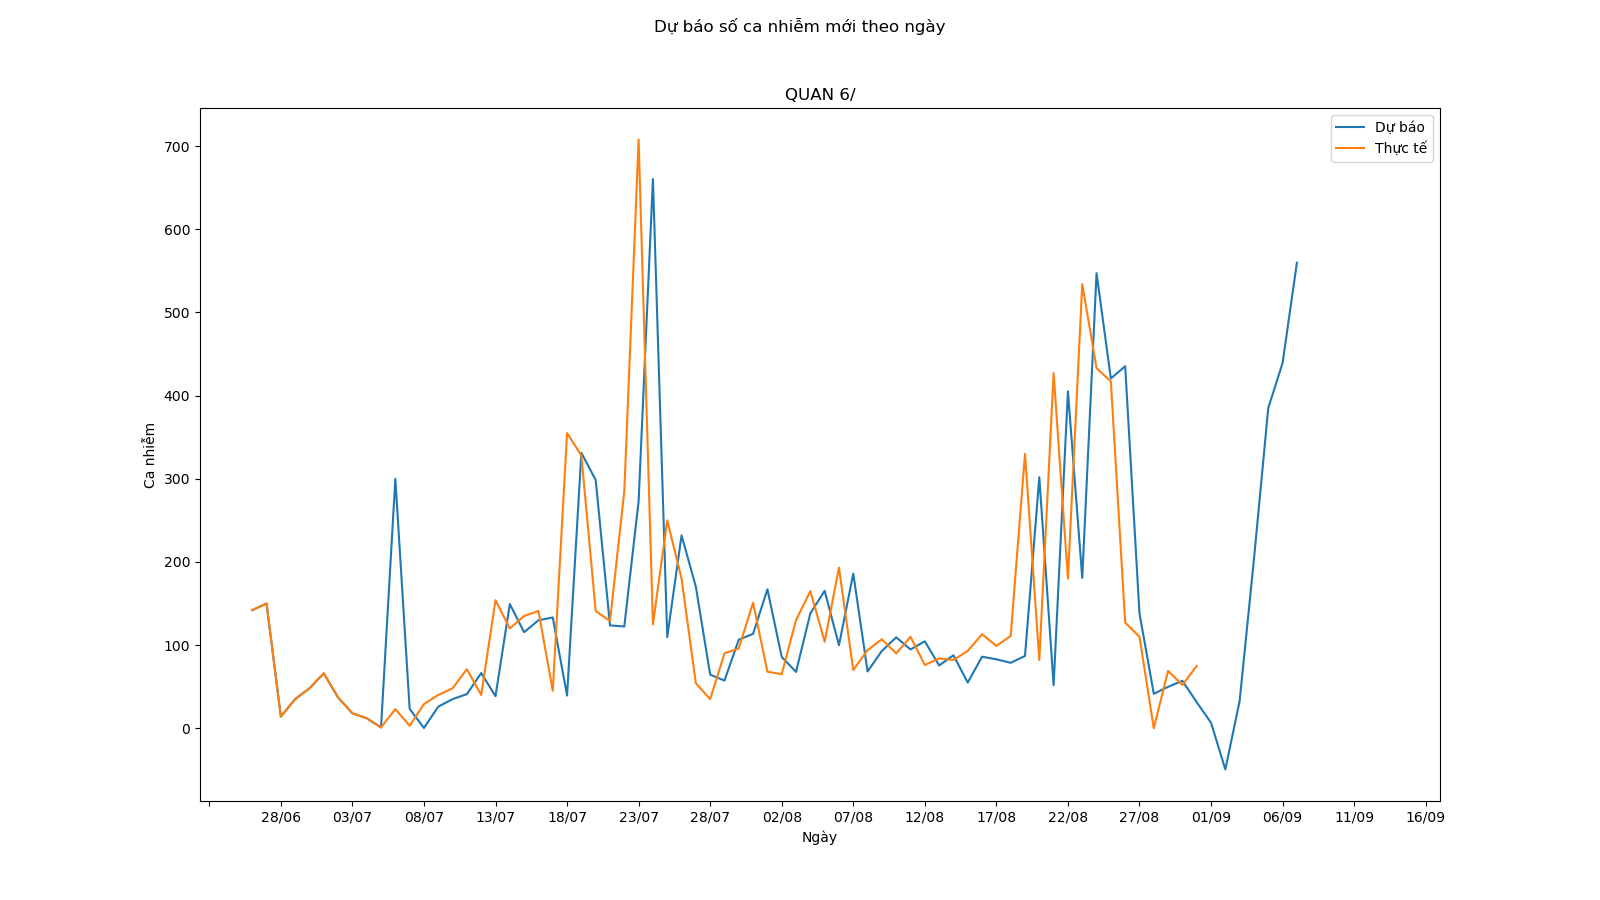 Dự báo số ca nhiễm mới theo ngày
QUAN 6/
Dự báo
Thực tế
700
600
500
400
300
200
100
0
Ca nhiễm
28/06 03/07 08/07 13/07 18/07 23/07 28/07 02/08 07/08 12/08 17/08 22/08 27/08 01/09 06/09 11/09 16/09
Ngày